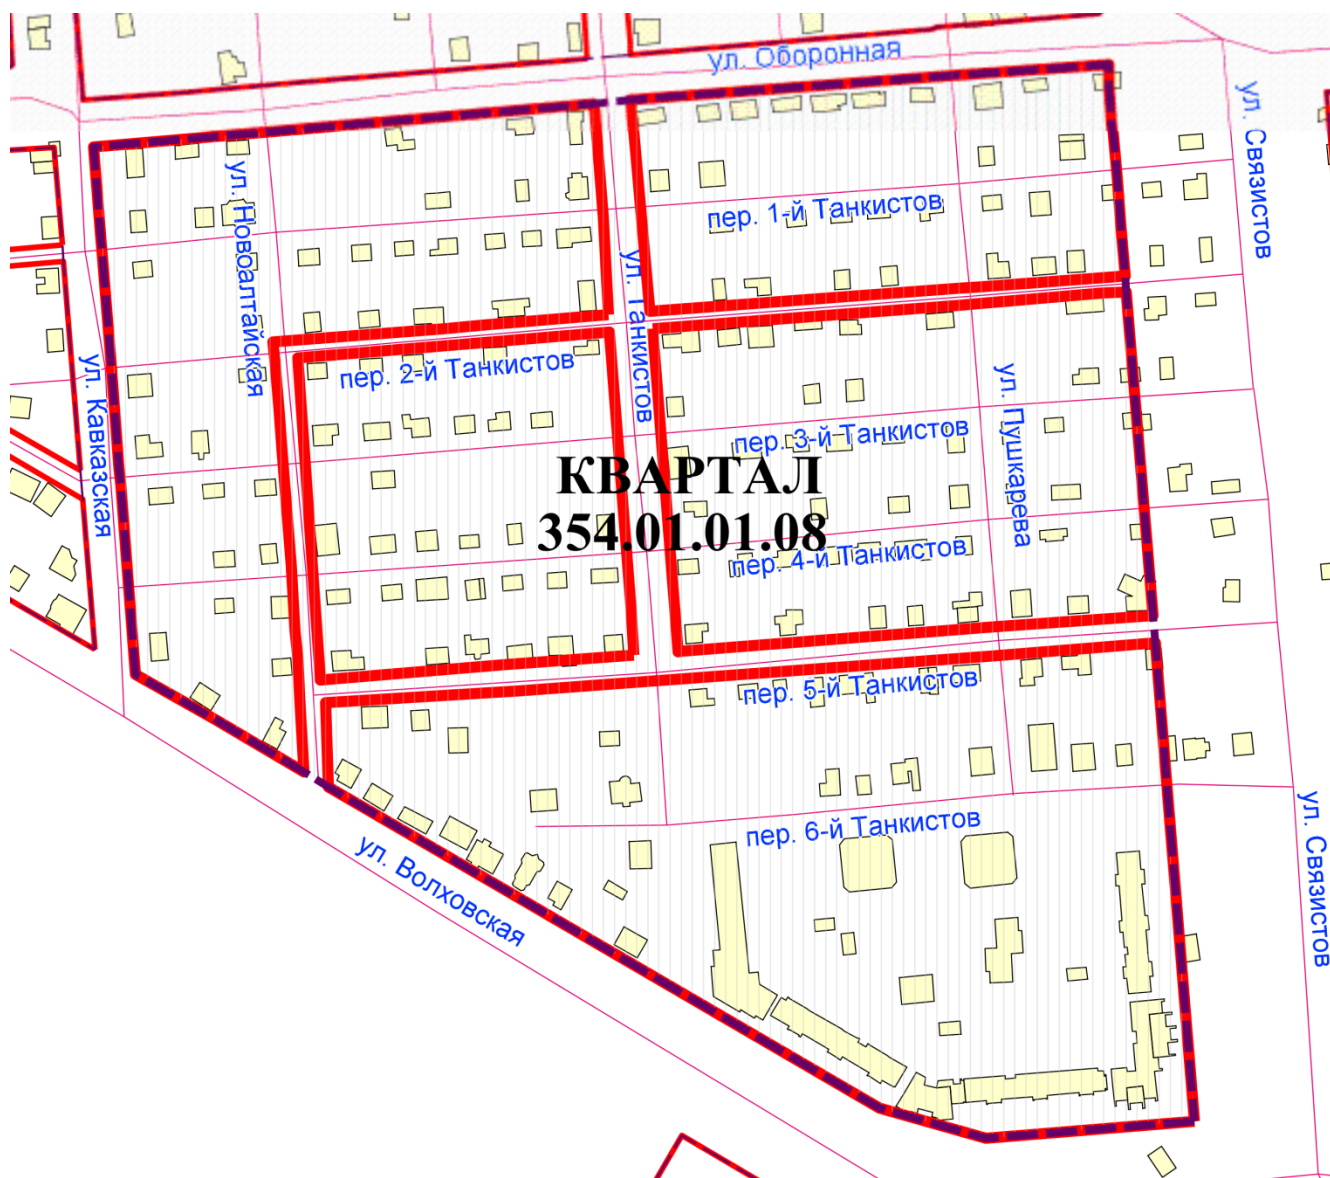 ул. Оборонная
ул. Связистов
ул. Новоалтайская
пер. 1-й Танкистов
ул. Танкистов
ул. Кавказская
пер. 2-й Танкистов
ул. Пушкарева
пер. 3-й Танкистов
КВАРТАЛ
354.01.01.08
пер. 4-й Танкистов
пер. 5-й Танкистов
пер. 6-й Танкистов
ул. Волховская
ул. Связистов